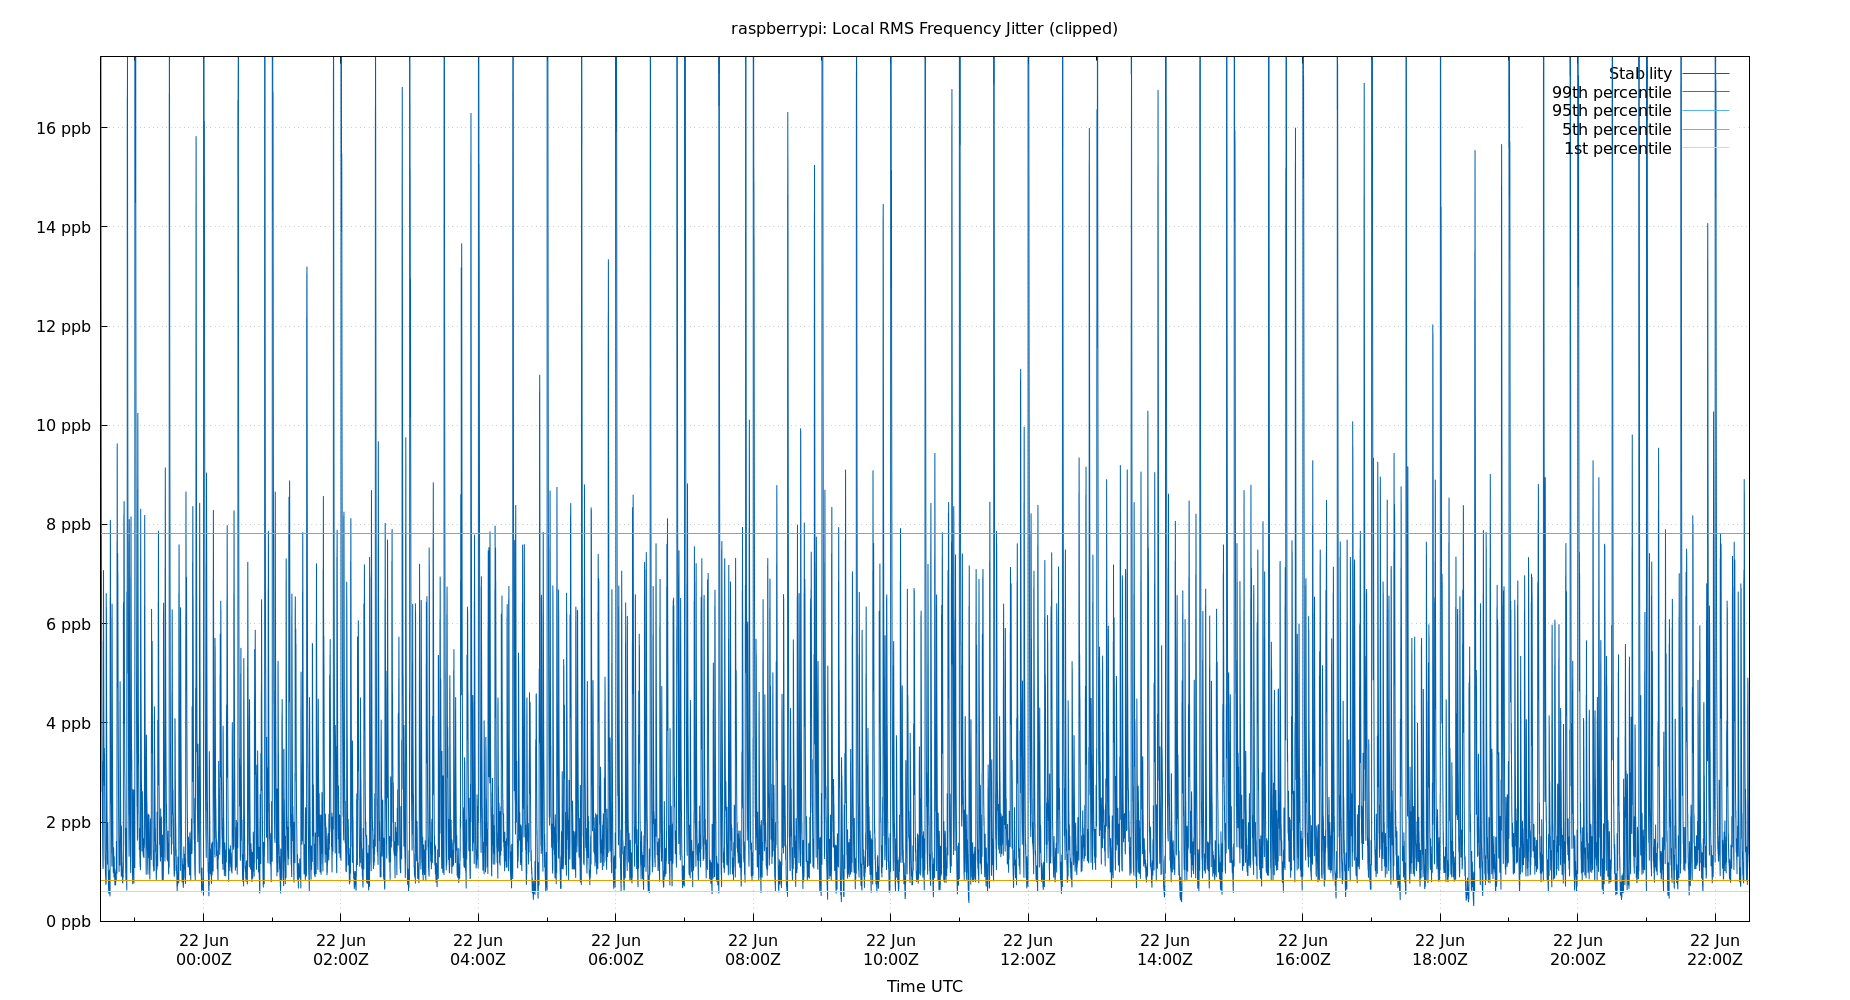 raspberrypi: Local RMS Frequency Jitter (clipped)
Stability
99th percentile
95th percentile
5th percentile
1st percentile
16 ppb
14 ppb
12 ppb
10 ppb
8 ppb
6 ppb
4 ppb
2 ppb
0 ppb
22 Jun 22 Jun 22 Jun 22 Jun 22 Jun 22 Jun 22 Jun 22 Jun 22 Jun 22 Jun 22 Jun 22 Jun
00:00Z 02:00Z 04:00Z 06:00Z 08:00Z 10:00Z 12:00Z 14:00Z 16:00Z 18:00Z 20:00Z 22:00Z
Time UTC